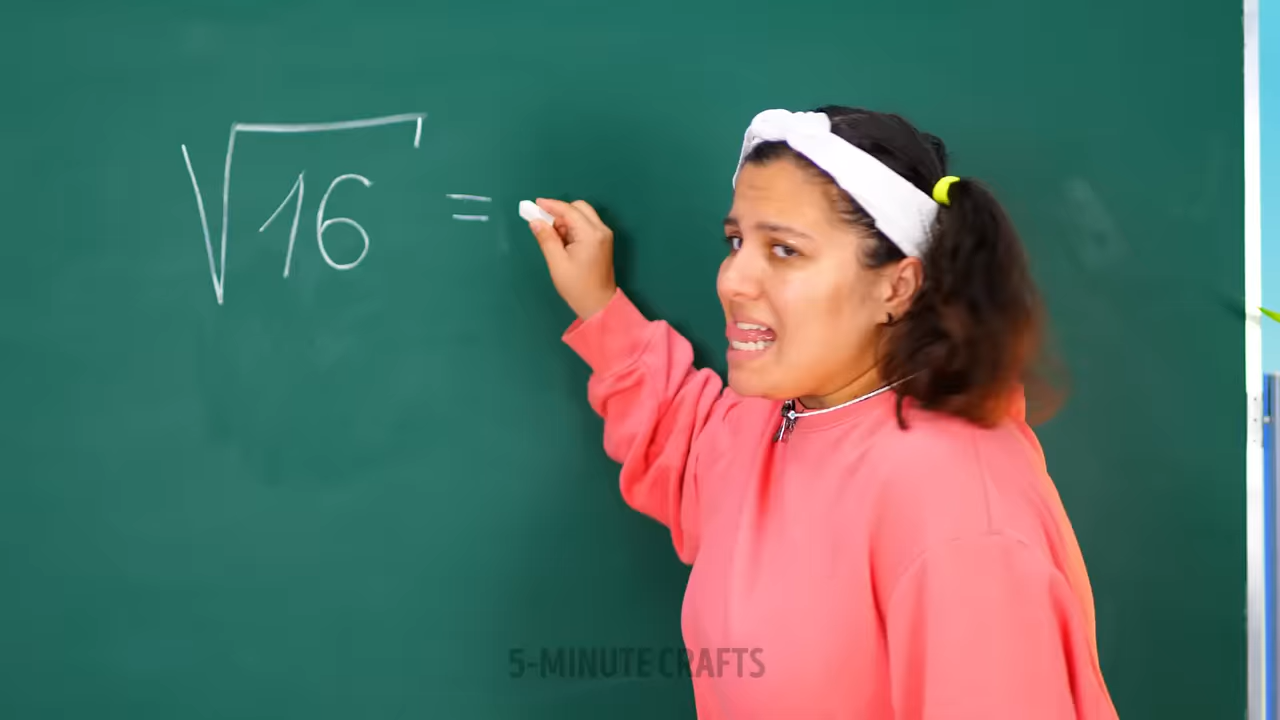 √16 =
5-MINUTE CRAFTS